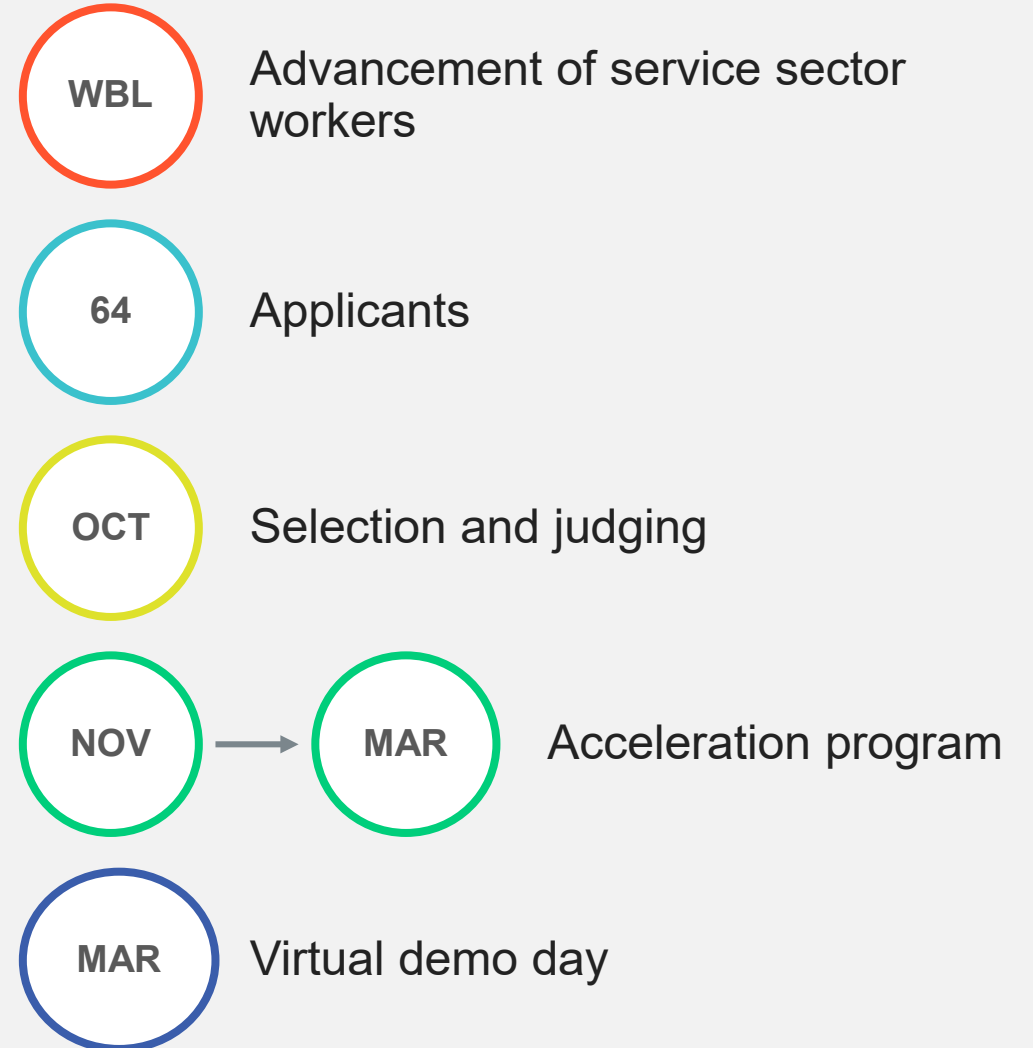 WBL
Advancement of service sector
workers
64
Applicants
OCT
Selection and judging
NOV
MAR
Acceleration program
MAR
Virtual demo day